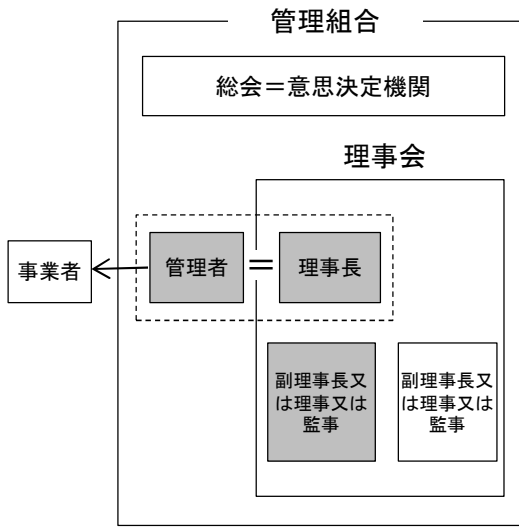 管理組合
総会＝意思決定機関
理事会
事業者
管理者
＝
理事長
副理事長又
は理事又は
監事
副理事長又
は理事又は
監事